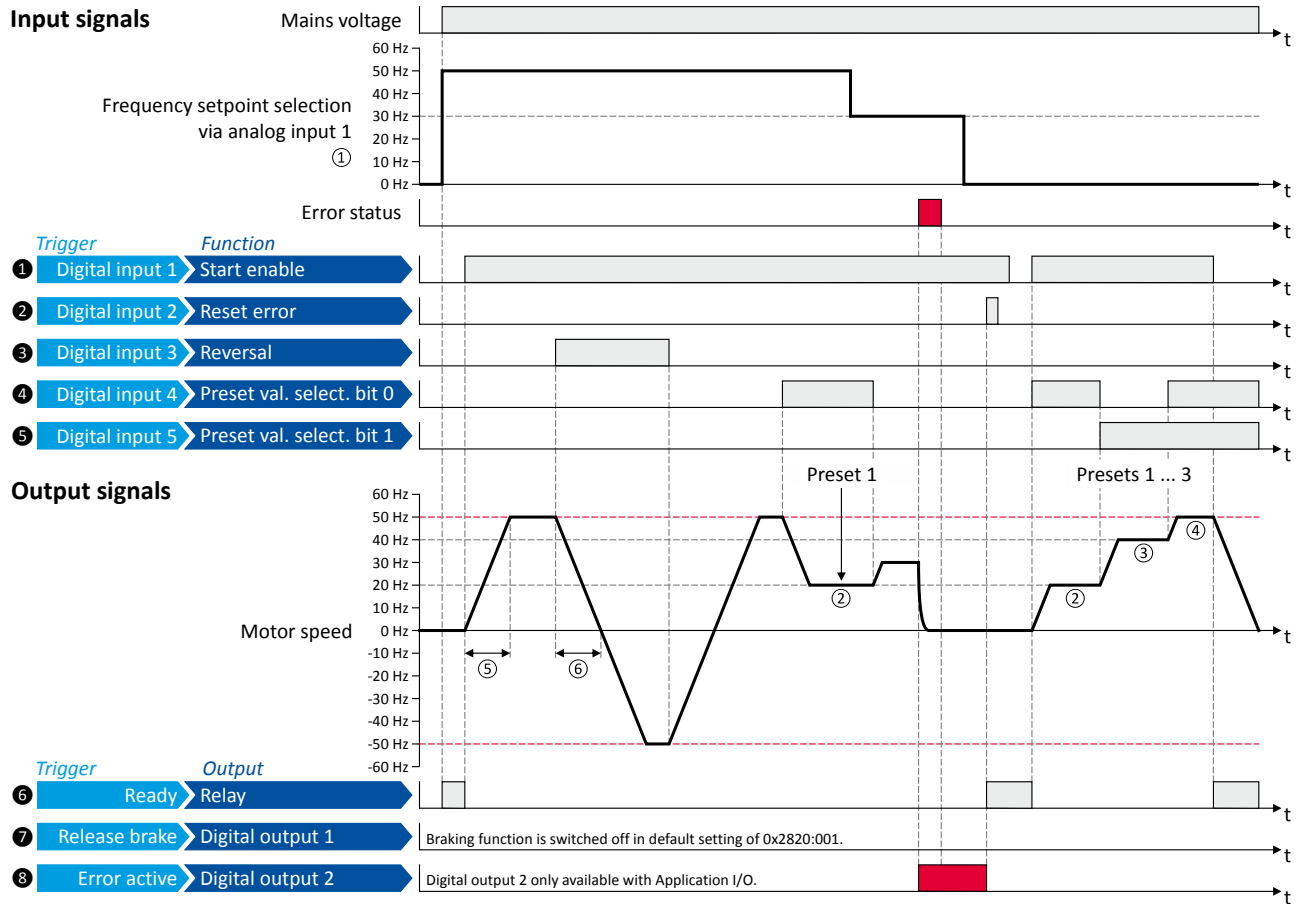 Input signals
Mains voltage
t
60 Hz
50 Hz
40 Hz
30 Hz
20 Hz
10 Hz
0 Hz
Frequency setpoint selection
via analog input 1
①
t
Error status
t
Trigger Function
❶ Digital input 1 Start enable
t
❷ Digital input 2 Reset error
t
❸ Digital input 3 Reversal
t
❹ Digital input 4 Preset val. select. bit 0
t
❺ Digital input 5 Preset val. select. bit 1
t
Output signals
Preset 1
Presets 1 ... 3
60 Hz
50 Hz
40 Hz
30 Hz
20 Hz
10 Hz
0 Hz
-10 Hz
-20 Hz
-30 Hz
-40 Hz
-50 Hz
-60 Hz
Motor speed
⑤
⑥
②
②
③
④
t
Trigger Output
❻ Ready Relay
t
❼ Release brake Digital output 1 Braking function is switched off in default setting of 0x2820:001.
t
❽ Error active Digital output 2 Digital output 2 only available with Application I/O.
t